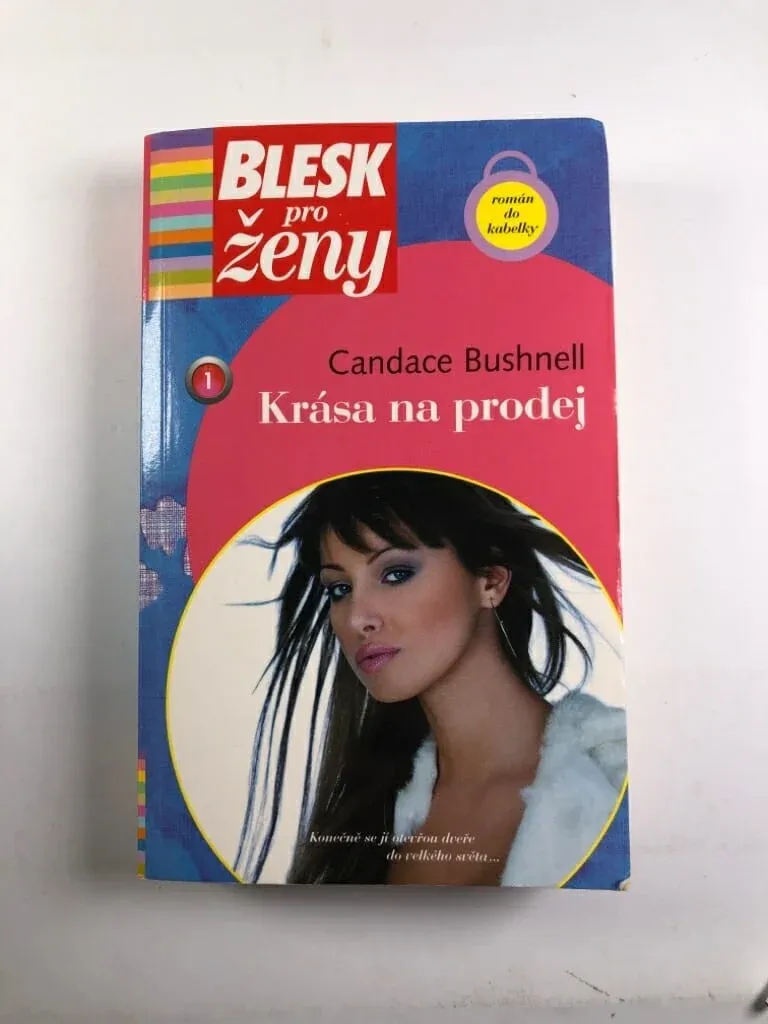 BLESK
pro
ženy
román
do
kabelky
1
Candace Bushnell
Krása na prodej
Konečně se jí otevřou dveře
do velkého světa...